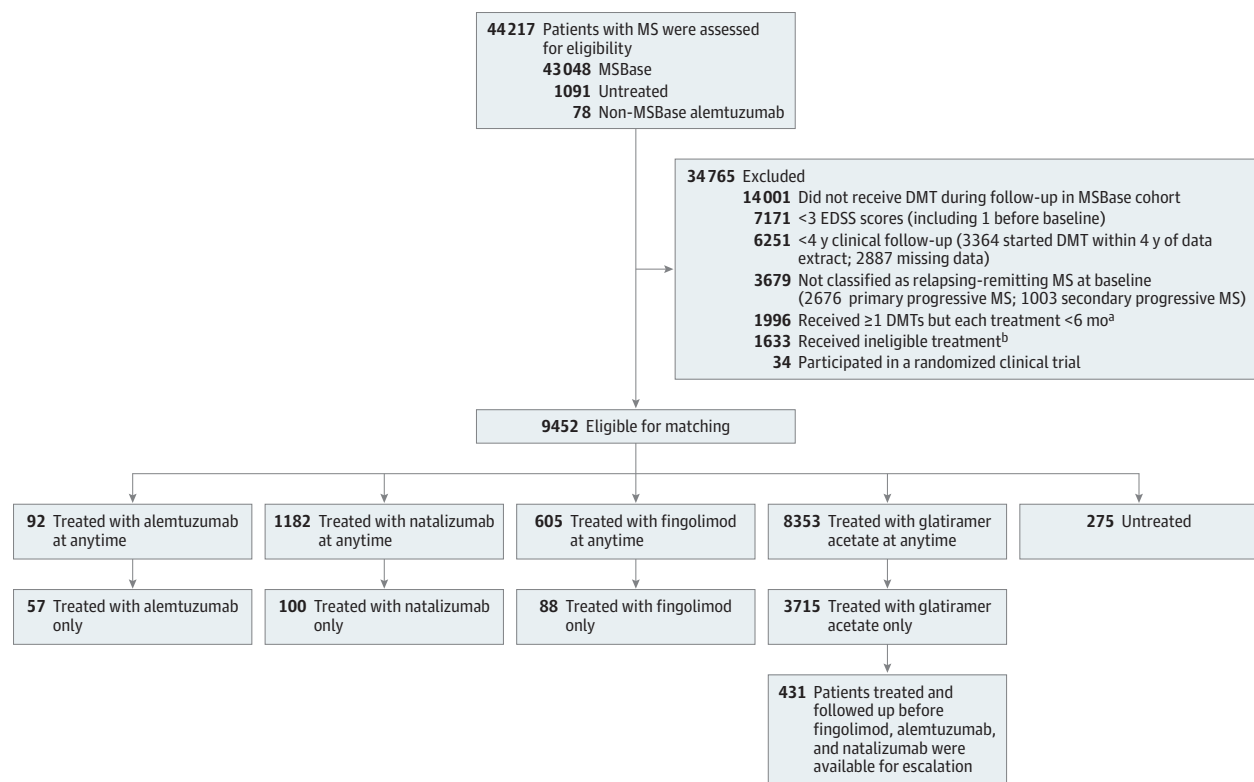 44 217 Patients with MS were assessed
for eligibility
43 048 MSBase
1091 Untreated
78 Non-MSBase alemtuzumab
34 765 Excluded
14 001 Did not receive DMT during follow-up in MSBase cohort
7171 <3 EDSS scores (including 1 before baseline)
6251 <4 y clinical follow-up (3364 started DMT within 4 y of data
extract; 2887 missing data)
3679 Not classified as relapsing-remitting MS at baseline
(2676 primary progressive MS; 1003 secondary progressive MS)
1996 Received ≥1 DMTs but each treatment <6 moᵃ
1633 Received ineligible treatmentᵇ
34 Participated in a randomized clinical trial
9452 Eligible for matching
92 Treated with alemtuzumab
at anytime
1182 Treated with natalizumab
at anytime
605 Treated with fingolimod
at anytime
8353 Treated with glatiramer
acetate at anytime
275 Untreated
57 Treated with alemtuzumab
only
100 Treated with natalizumab
only
88 Treated with fingolimod
only
3715 Treated with glatiramer
acetate only
431 Patients treated and
followed up before
fingolimod, alemtuzumab,
and natalizumab were
available for escalation